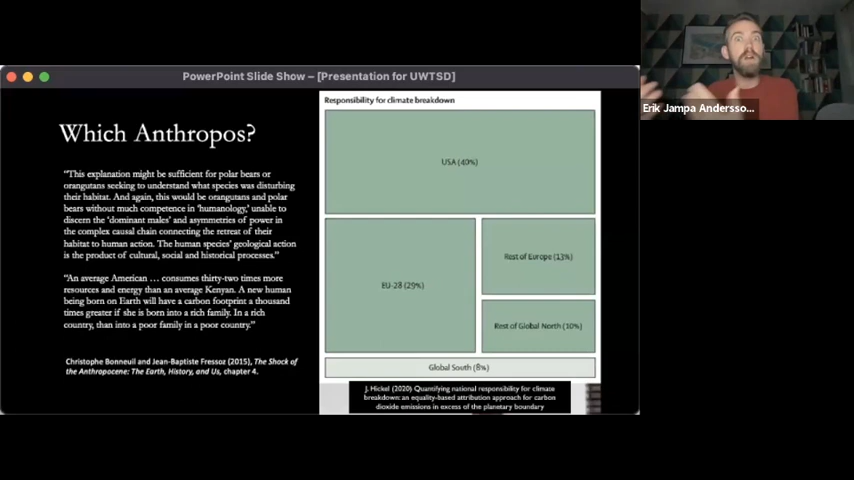 PowerPoint Slide Show – [Presentation for UWTSD]
Erik Jampa Andersso...
Which Anthropos?
“This explanation might be sufficient for polar bears or
orangutans seeking to understand what species was disturbing
their habitat. And again, this would be orangutans and polar
bears without much competence in ‘humanology,’ unable to
discern the ‘dominant males’ and asymmetries of power in
the complex causal chain connecting the retreat of their
habitat to human action. The human species’ geological action
is the product of cultural, social and historical processes.”
“An average American … consumes thirty-two times more
resources and energy than an average Kenyan. A new human
being born on Earth will have a carbon footprint a thousand
times greater if she is born into a rich family. In a rich
country, than into a poor family in a poor country.”
Christophe Bonneuil and Jean-Baptiste Fressoz (2015), The Shock of
the Anthropocene: The Earth, History, and Us, chapter 4.
Responsibility for climate breakdown
USA (40%)
EU-28 (29%)
Rest of Europe (13%)
Rest of Global North (10%)
Global South (8%)
J. Hickel (2020) Quantifying national responsibility for climate
breakdown: an equality-based attribution approach for carbon
dioxide emissions in excess of the planetary boundary